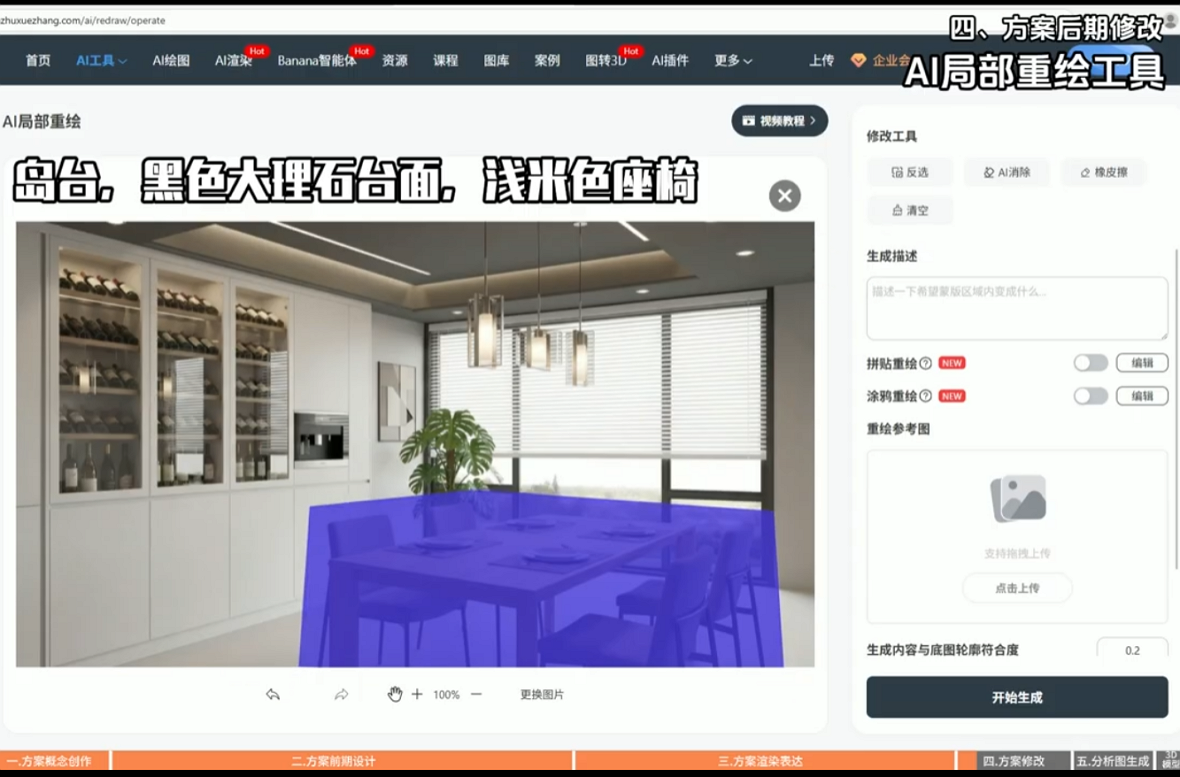 zhuxuezhang.com/ai/redraw/operate
四、方案后期修改
AI局部重绘工具
首页 AI工具 AI绘图 AI渲染 Hot Banana智能体 Hot 资源 课程 图库 案例 图转3D Hot AI插件 更多 上传 企业会
AI局部重绘
视频教程
岛台，黑色大理石台面，浅米色座椅
修改工具
反选 AI消除 橡皮擦
清空
生成描述
描述一下希望蒙版区域内变成什么...
拼贴重绘 NEW 编辑
涂鸦重绘 NEW 编辑
重绘参考图
支持拖拽上传
点击上传
生成内容与底图轮廓符合度 0.2
开始生成
100% 更换图片
一.方案概念创作 二.方案前期设计 三.方案渲染表达 四.方案修改 五.分析图生成 3D
模型